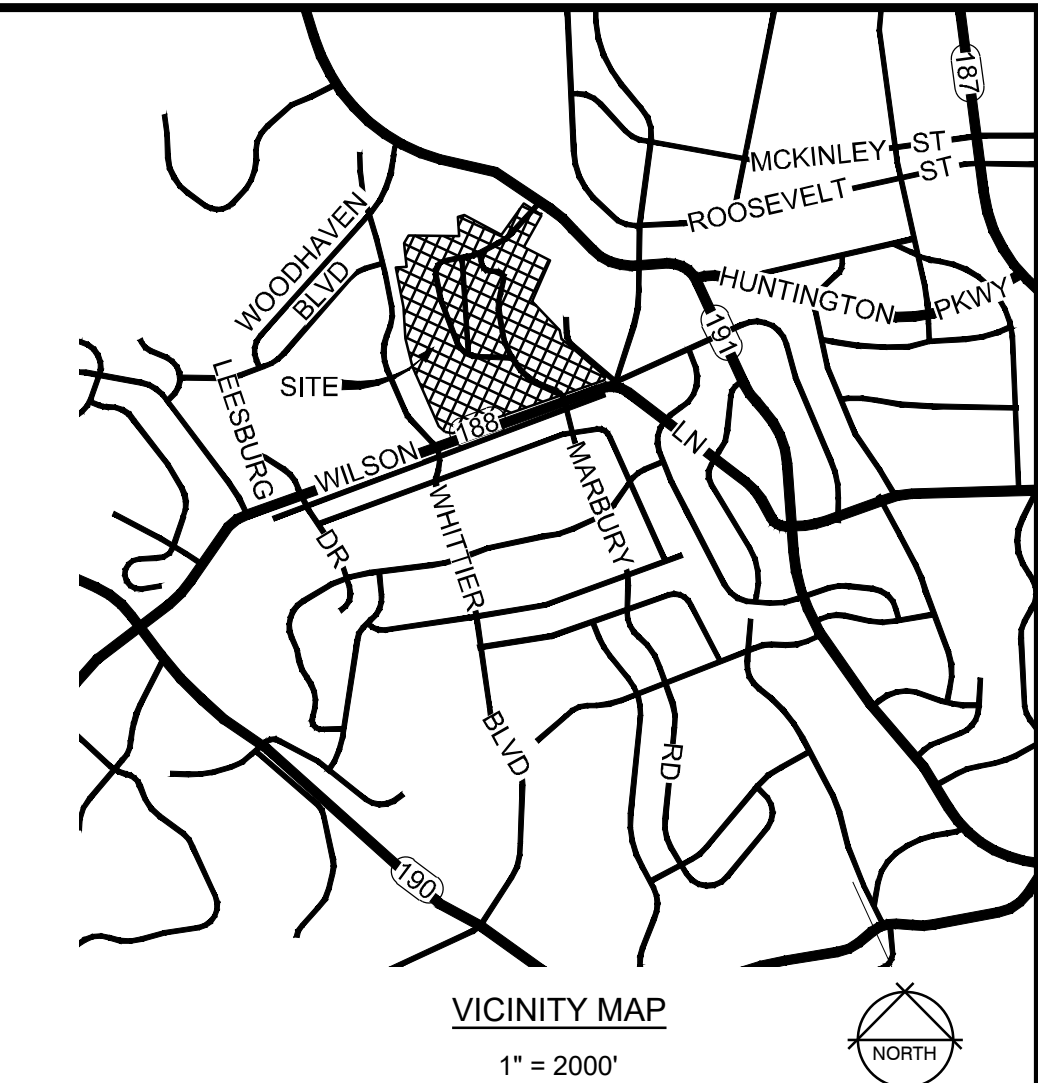 187
MCKINLEY ST
ROOSEVELT ST
WOODHAVEN
BLVD
HUNTINGTON PKWY
191
LEESBURG
DR
SITE
188
WILSON
LN
WHITTIER
BLVD
MARBURY
RD
190
VICINITY MAP
1" = 2000'
NORTH